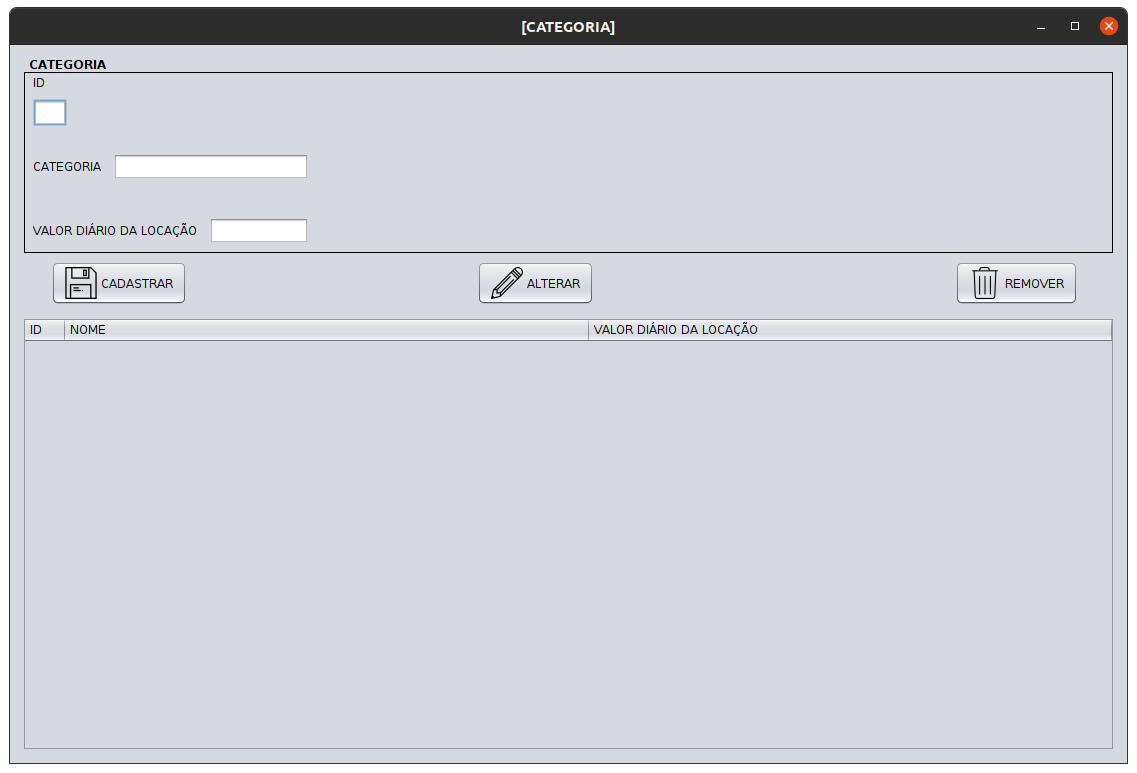 [CATEGORIA]
CATEGORIA
ID
CATEGORIA
VALOR DIÁRIO DA LOCAÇÃO
CADASTRAR ALTERAR REMOVER
ID NOME VALOR DIÁRIO DA LOCAÇÃO